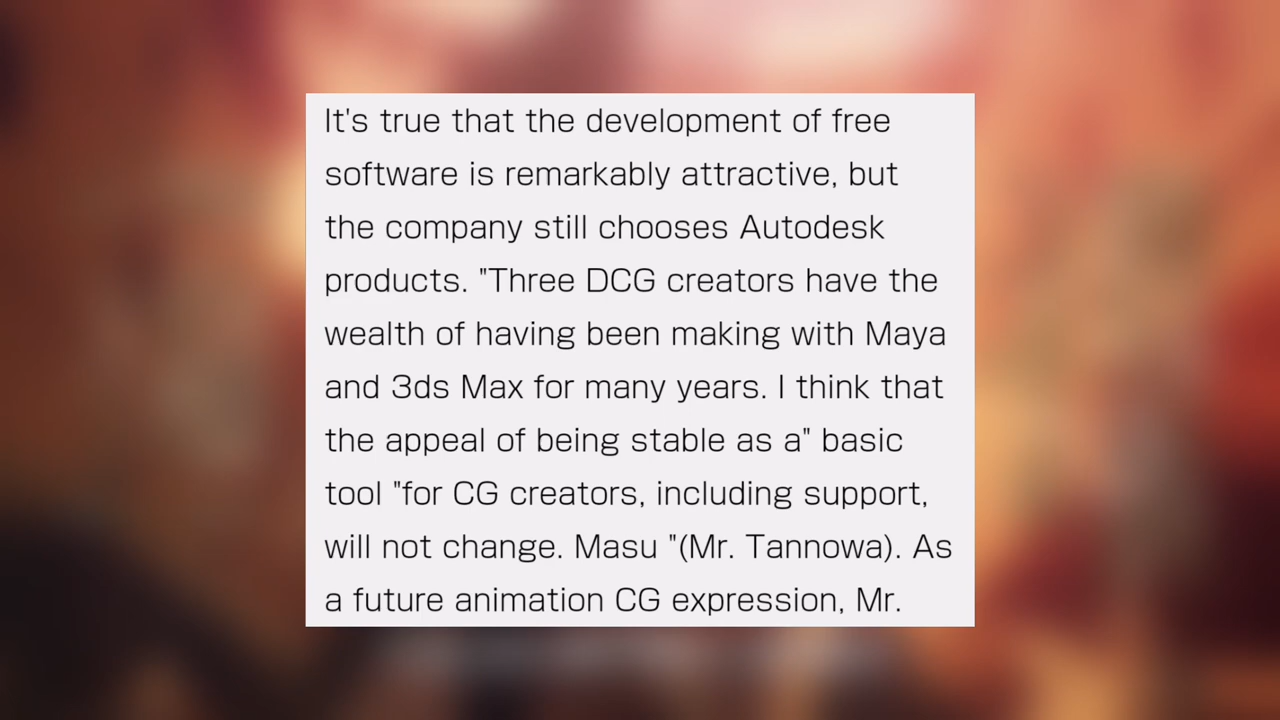 It's true that the development of free
software is remarkably attractive, but
the company still chooses Autodesk
products. "Three DCG creators have the
wealth of having been making with Maya
and 3ds Max for many years. I think that
the appeal of being stable as a" basic
tool "for CG creators, including support,
will not change. Masu "(Mr. Tannowa). As
a future animation CG expression, Mr.